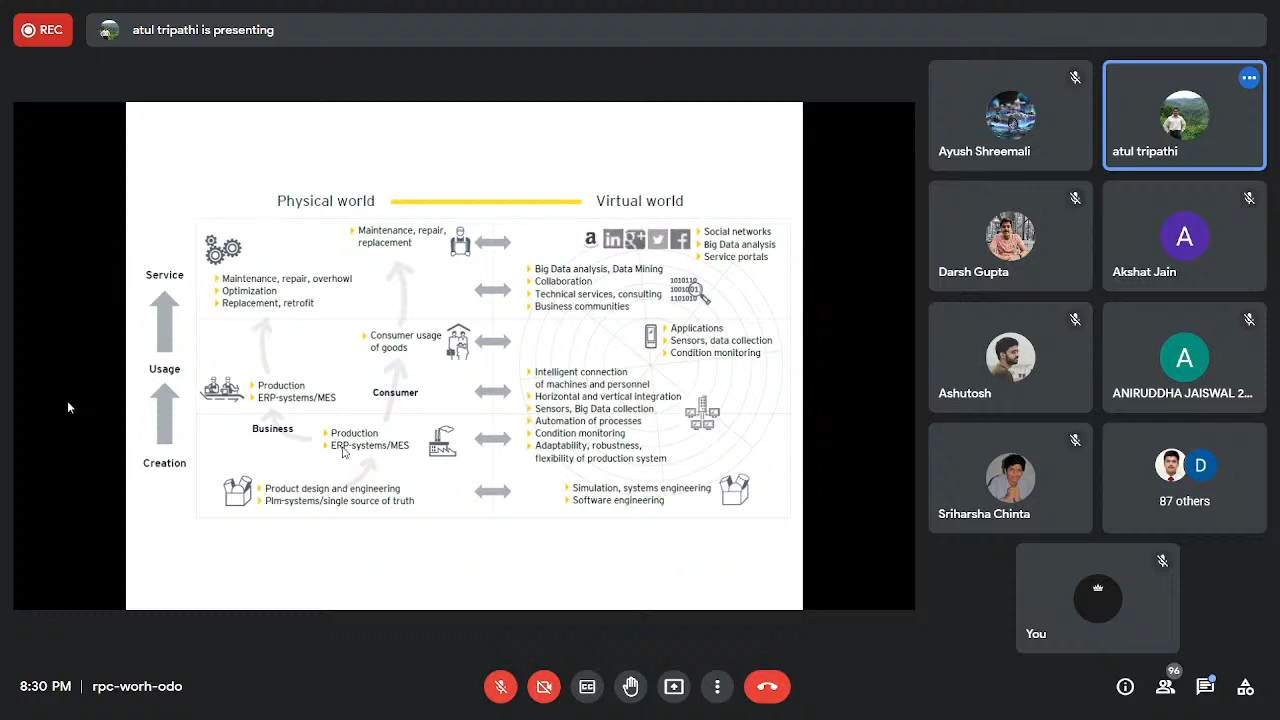 REC
atul tripathi is presenting
Physical world
Virtual world
Maintenance, repair,
replacement
Social networks
Big Data analysis
Service portals
Service
Maintenance, repair, overhowl
Optimization
Replacement, retrofit
Big Data analysis, Data Mining
Collaboration
Technical services, consulting
Business communities
1010110
1001001
1101010
Usage
Consumer usage
of goods
Applications
Sensors, data collection
Condition monitoring
Production
ERP-systems/MES
Consumer
Intelligent connection
of machines and personnel
Horizontal and vertical integration
Sensors, Big Data collection
Automation of processes
Condition monitoring
Adaptability, robustness,
flexibility of production system
Business
Production
ERP-systems/MES
Creation
Product design and engineering
Plm-systems/single source of truth
Simulation, systems engineering
Software engineering
Ayush Shreemali
atul tripathi
Darsh Gupta
A
Akshat Jain
Ashutosh
A
ANIRUDDHA JAISWAL 2...
Sriharsha Chinta
D
87 others
You
8:30 PM | rpc-worh-odo
96